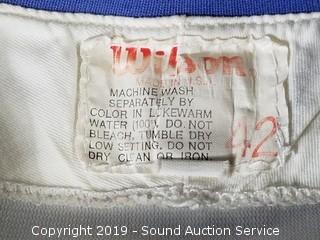 Wilson
MADE IN U.S.A.
MACHINE WASH
SEPARATELY BY
COLOR IN LUKEWARM
WATER (100°). DO NOT
BLEACH. TUMBLE DRY
LOW SETTING. DO NOT
DRY CLEAN OR IRON.
42
Copyright 2019 - Sound Auction Service